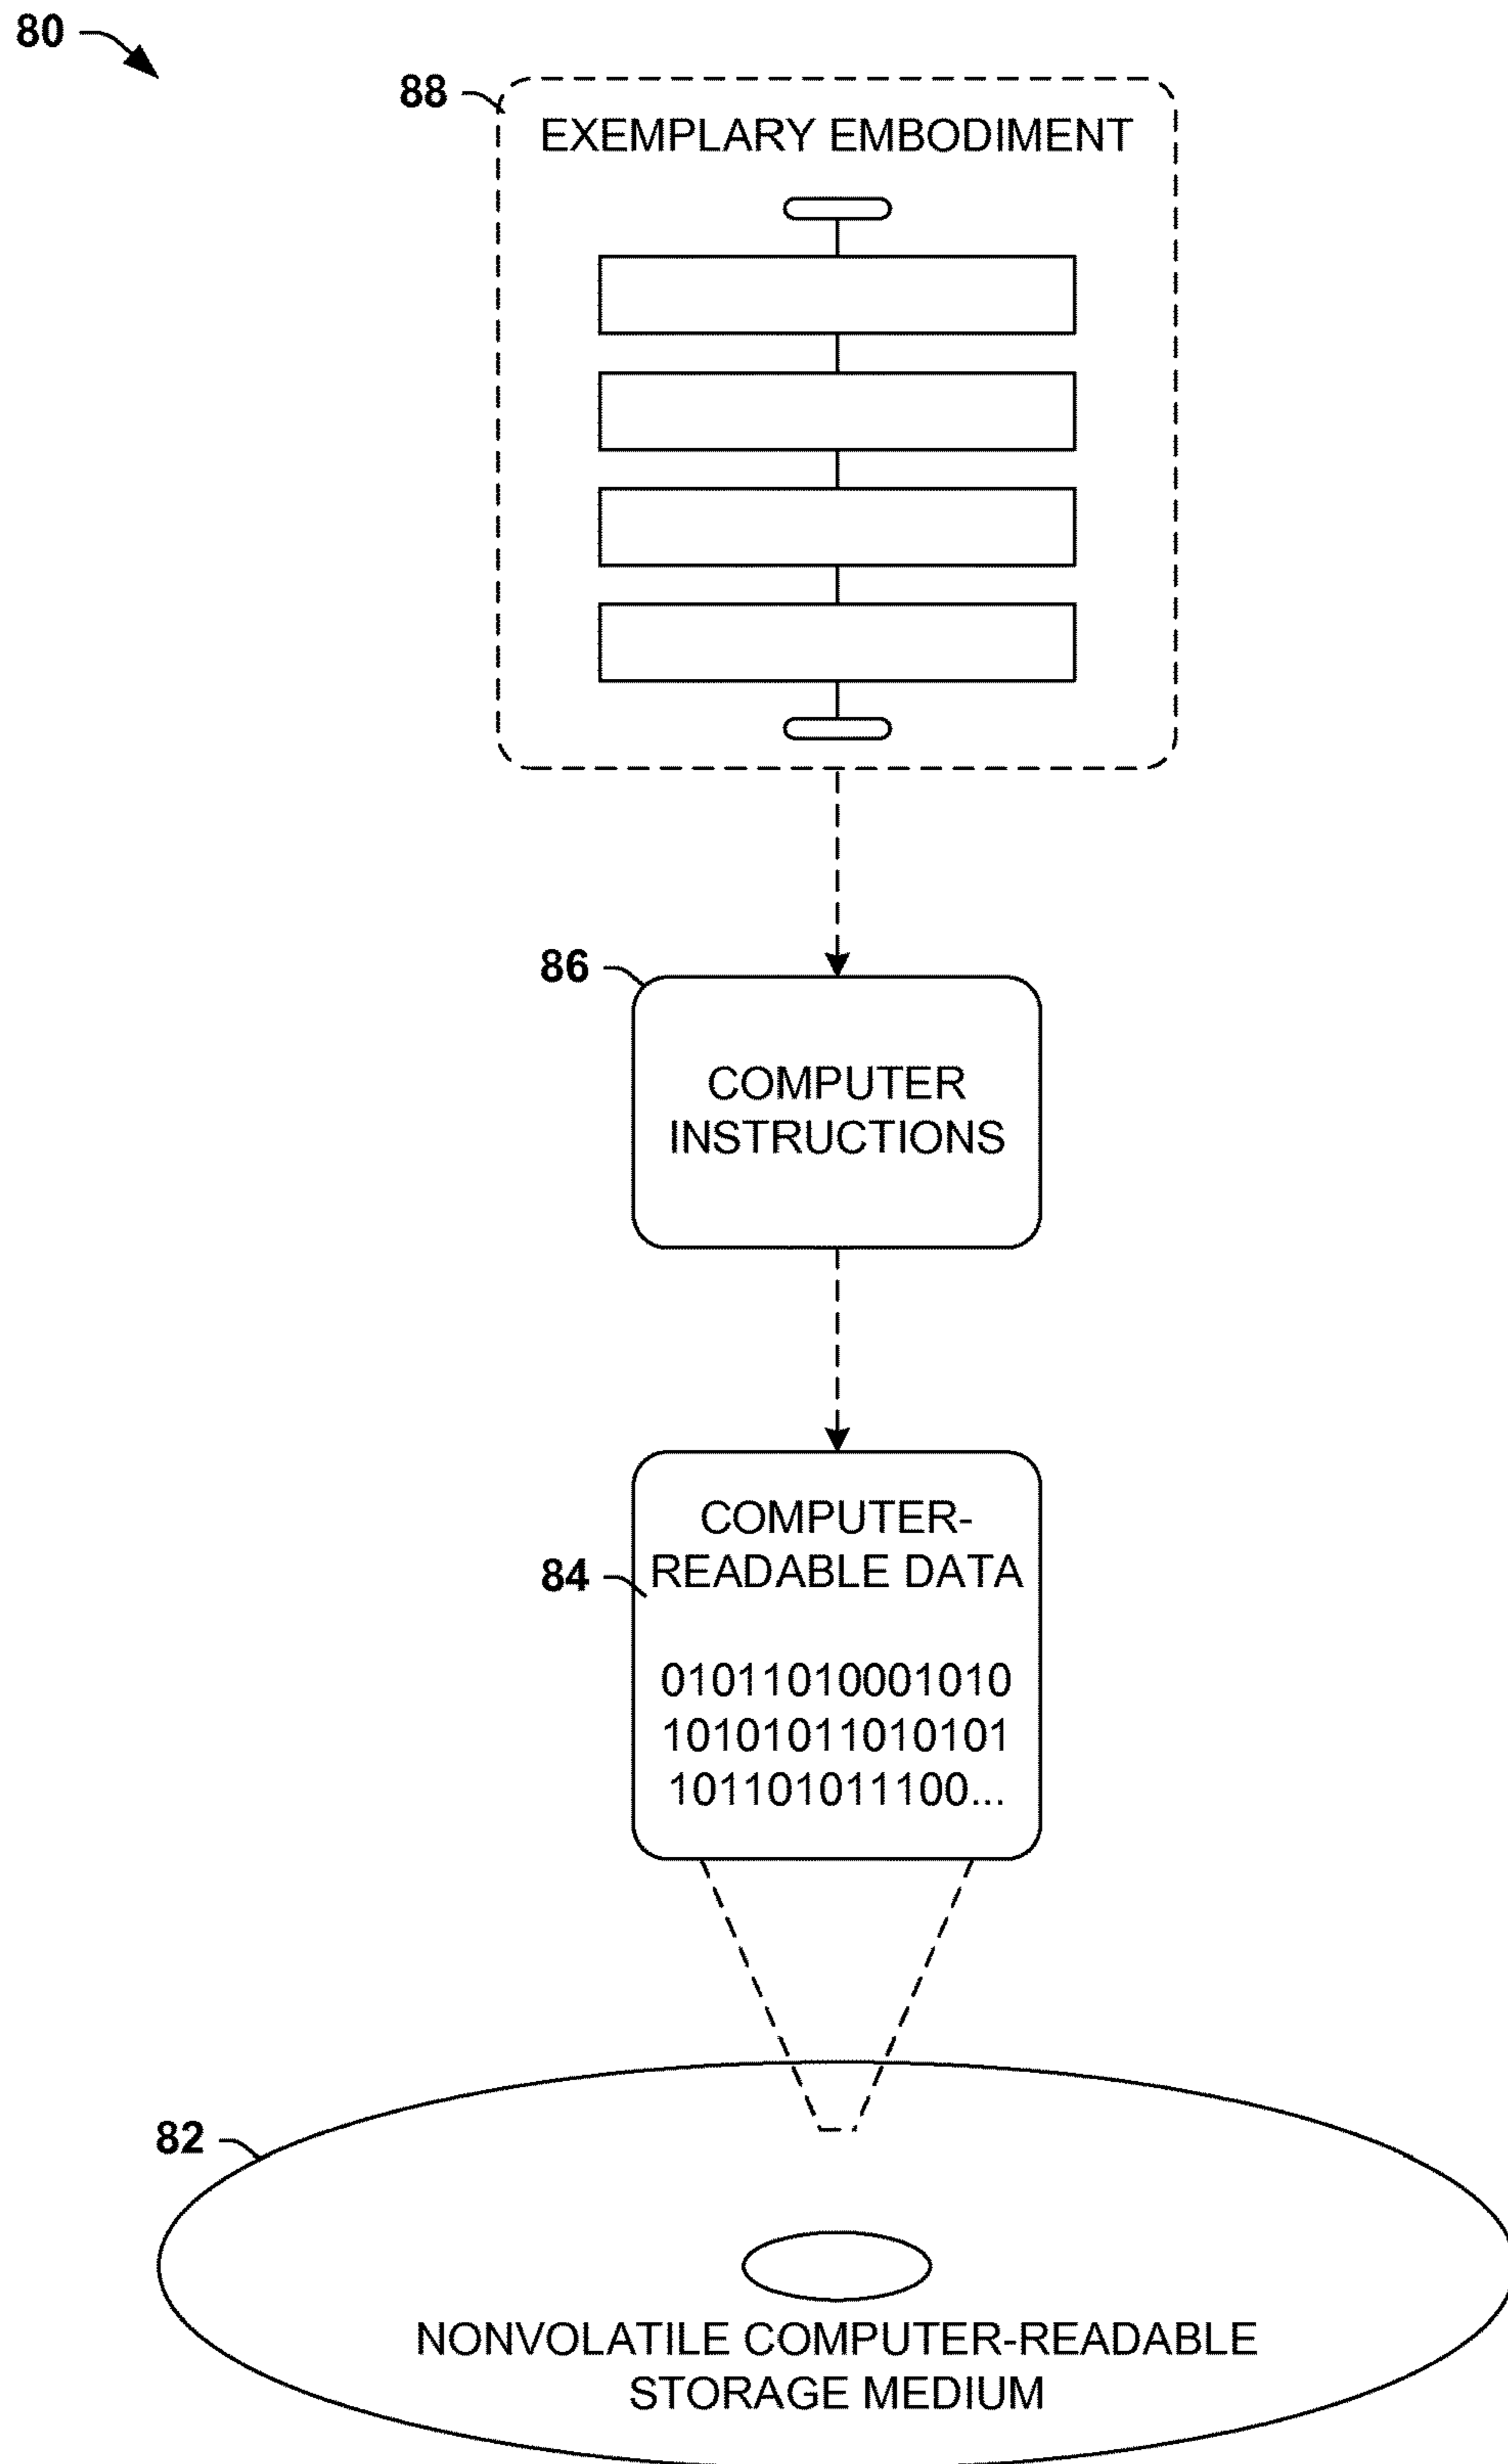 80
88
EXEMPLARY EMBODIMENT
86
COMPUTER
INSTRUCTIONS
COMPUTER-
84 READABLE DATA
01011010001010
10101011010101
101101011100...
82
NONVOLATILE COMPUTER-READABLE
STORAGE MEDIUM